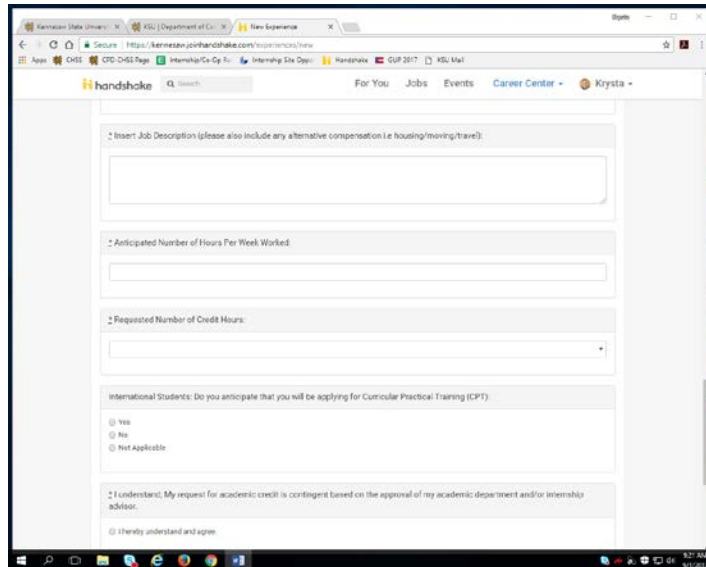 Kennesaw State Universi
KSU | Department of Co
New Experience
Secure | https://kennesaw.joinhandshake.com/experiences/new
Apps
CHSS
CPD-CHSS Page
Internship/Co-Op
Internship Site Oppo
Handshake
GUP 2017
KSU Mail
handshake
Search
For You
Jobs
Events
Career Center
Krysta
* Insert Job Description (please also include any alternative compensation i.e housing/moving/travel):
* Anticipated Number of Hours Per Week Worked:
* Requested Number of Credit Hours:
International Students: Do you anticipate that you will be applying for Curricular Practical Training (CPT):
Yes
No
Not Applicable
* I understand, My request for academic credit is contingent based on the approval of my academic department and/or internship
advisor.
I hereby understand and agree.
9:21 AM